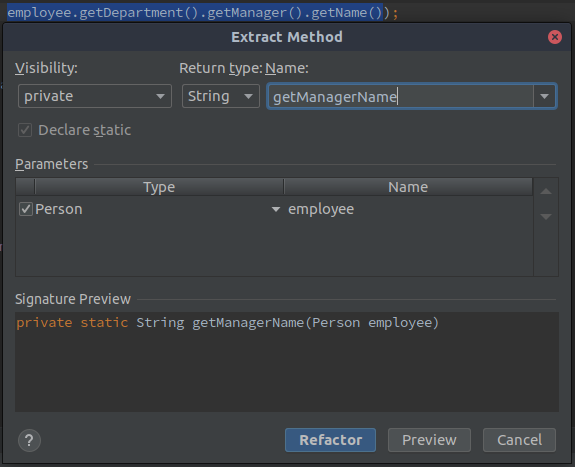 employee.getDepartment().getManager().getName());
Extract Method
Visibility: Return type: Name:
private String getManagerName
Declare static
Parameters
Type Name
Person employee
Signature Preview
private static String getManagerName(Person employee)
? Refactor Preview Cancel